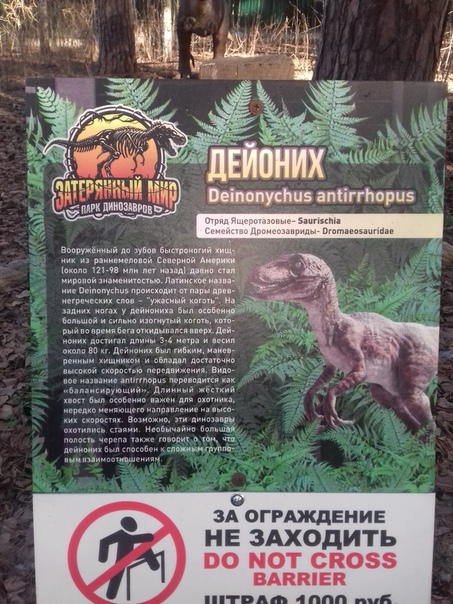 ЗАТЕРЯННЫЙ МИР
ПАРК ДИНОЗАВРОВ
ДЕЙОНИХ
Deinonychus antirrhopus
Отряд Ящеротазовые- Saurischia
Семейство Дромеозавриды- Dromaeosauridae
Вооружённый до зубов быстроногий хищ-
ник из раннемеловой Северной Америки
(около 121-98 млн лет назад) давно стал
мировой знаменитостью. Латинское назва-
ние Deinonychus происходит от пары древ-
негреческих слов – "ужасный коготь". На
задних ногах у дейониха был особенно
большой и сильно изогнутый коготь, кото-
рый во время бега откидывался вверх. Дей-
оних достигал длины 3-4 метра и весил
около 80 кг. Дейоних был гибким, манев-
ренным хищником и обладал достаточно
высокой скоростью передвижения. Видо-
вое название antirrhopus переводится как
«балансирующий». Длинный жёсткий
хвост был особенно важен для охотника,
нередко меняющего направление на высо-
ких скоростях. Возможно, эти динозавры
охотились стаями. Необычайно большая
полость черепа также говорит о том, что
дейоних был способен к сложным группо-
вым взаимоотношениям.
ЗА ОГРАЖДЕНИЕ
НЕ ЗАХОДИТЬ
DO NOT CROSS
BARRIER
ШТРАФ 1000 руб.